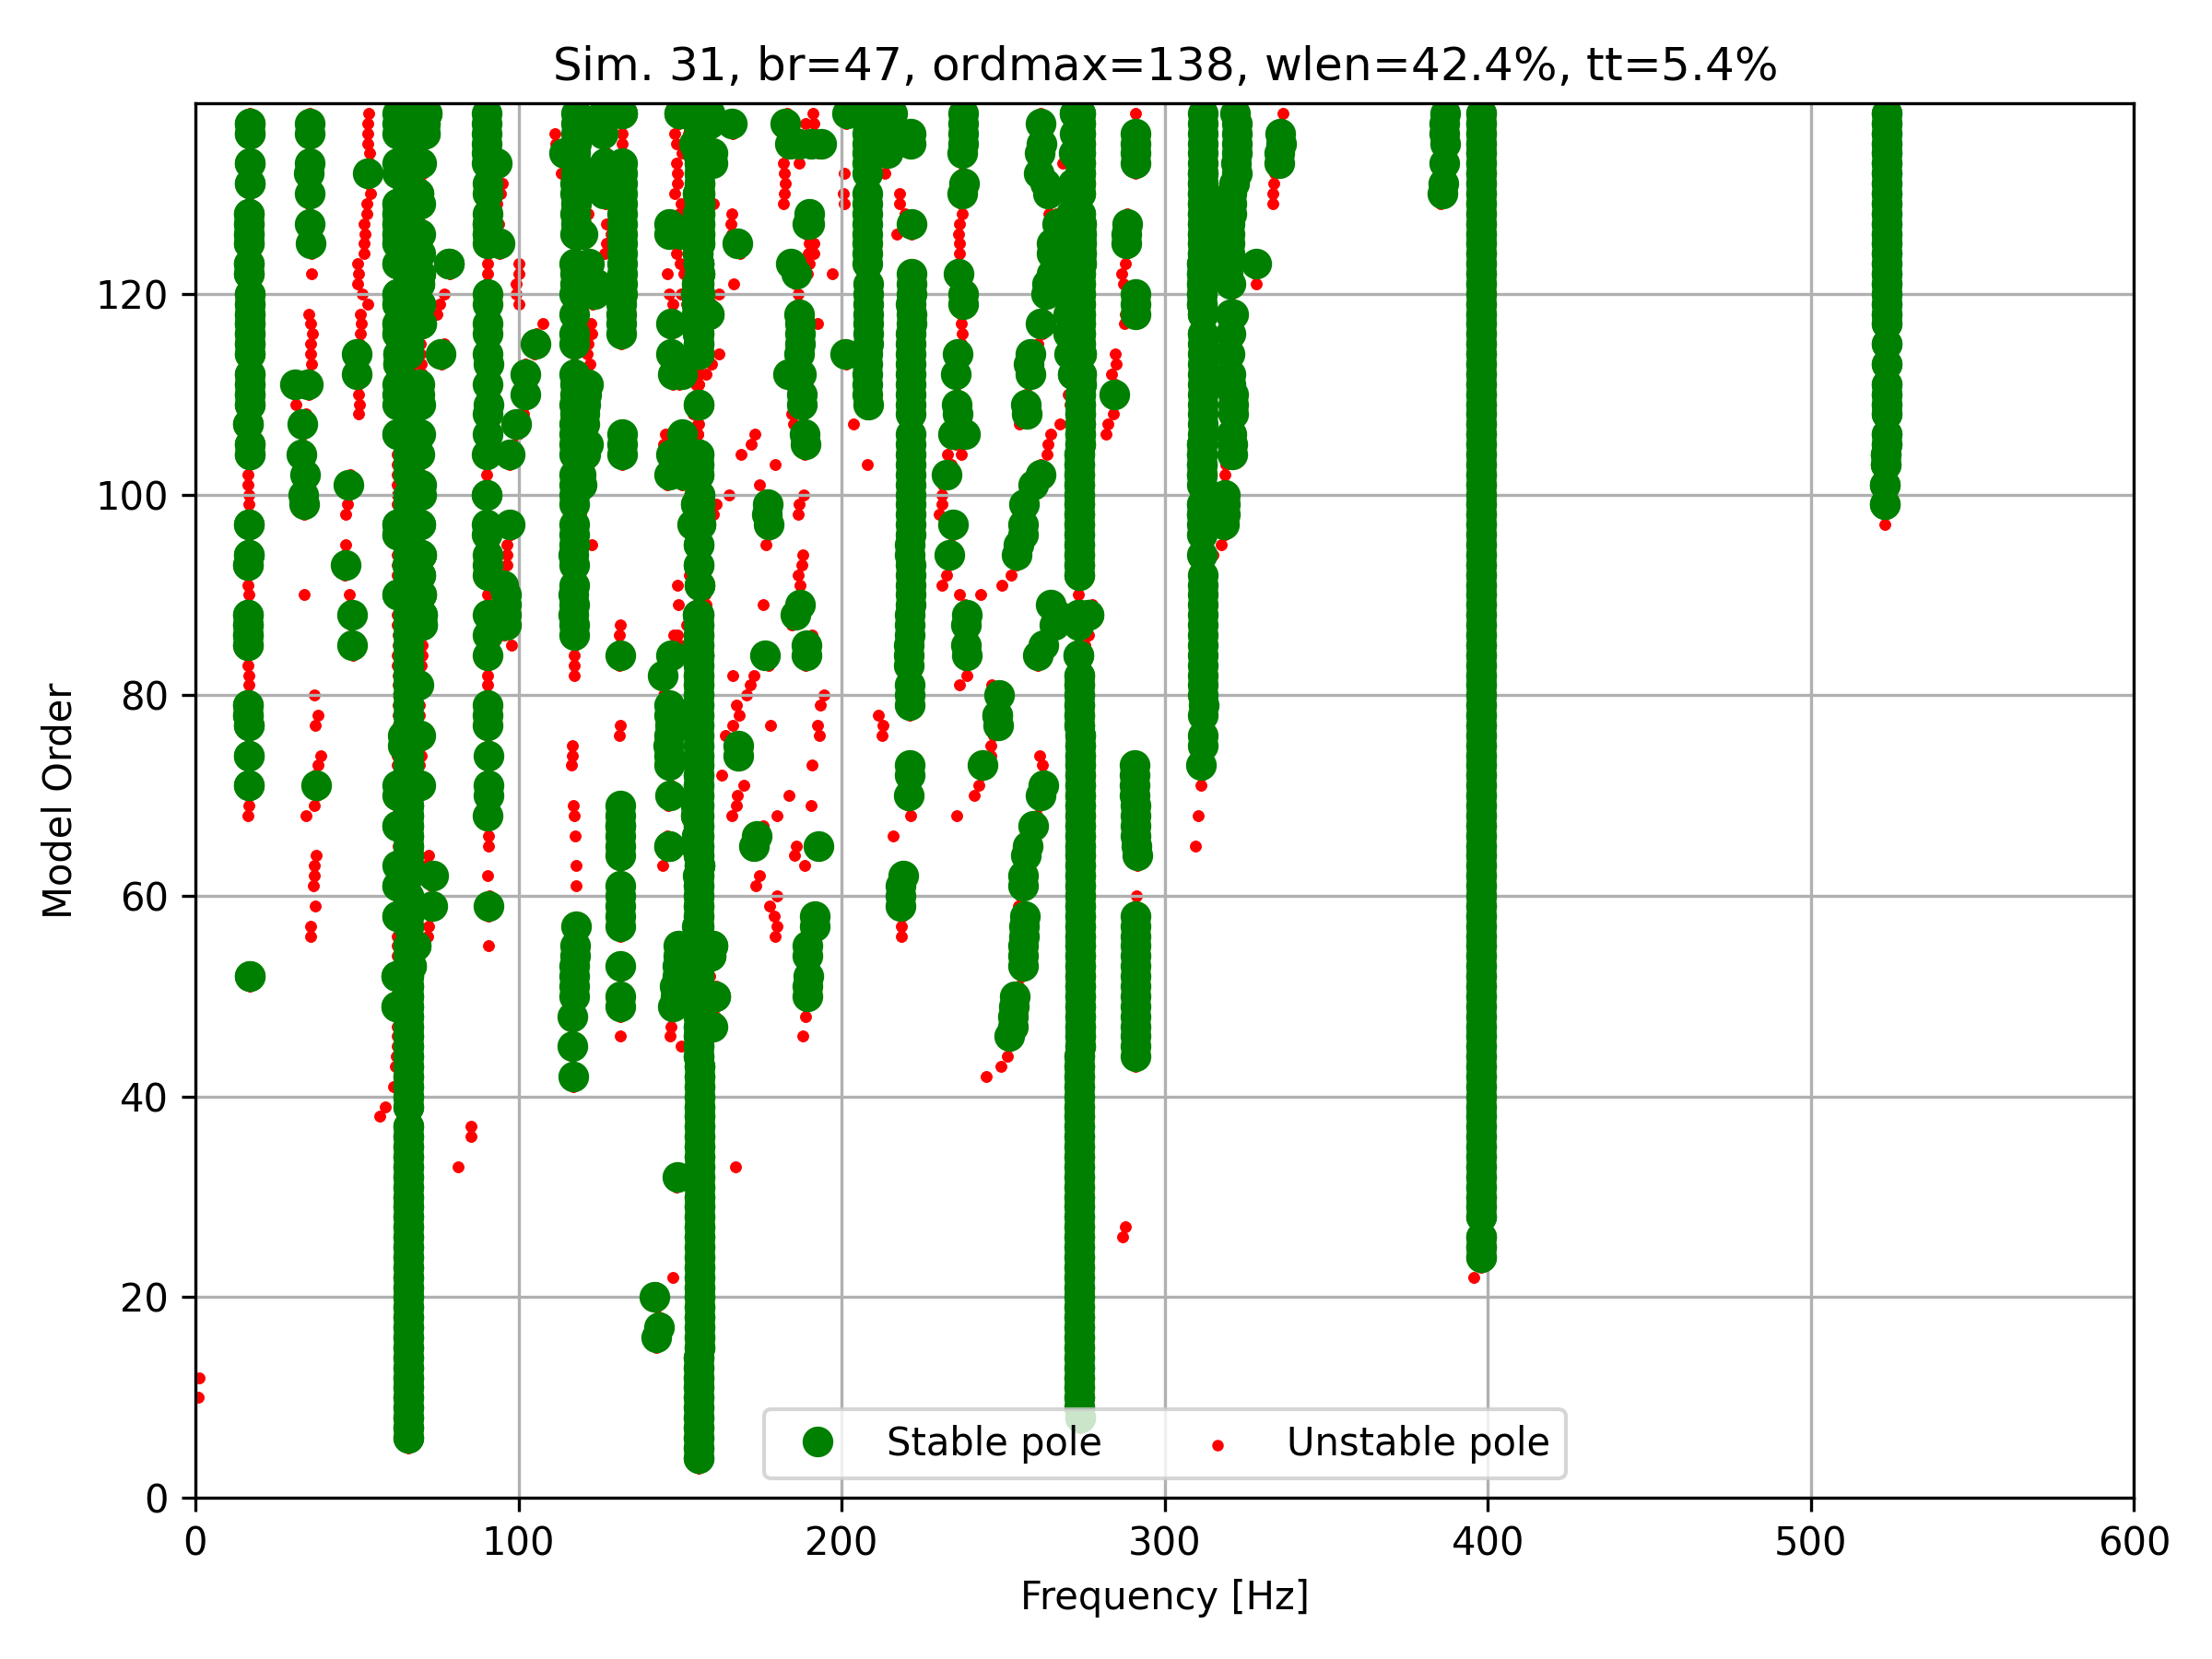 Sim. 31, br=47, ordmax=138, wlen=42.4%, tt=5.4%
Model Order
120
100
80
60
40
20
0
Stable pole
Unstable pole
0 100 200 300 400 500 600
Frequency [Hz]